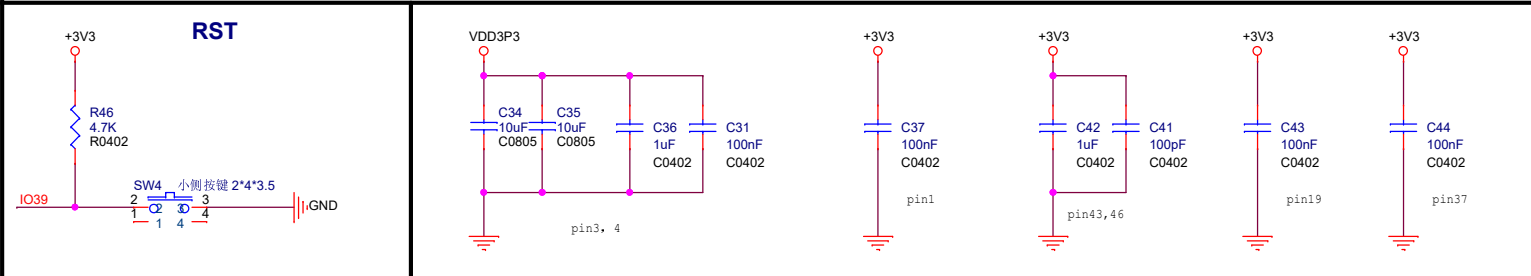 RST
+3V3
R46
4.7K
R0402
IO39
SW4 小侧按键 2*4*3.5
2 3
1 2 3 4
1 4
GND
VDD3P3
C34
10uF
C0805
C35
10uF
C0805
C36
1uF
C0402
C31
100nF
C0402
pin3, 4
+3V3
C37
100nF
C0402
pin1
+3V3
C42
1uF
C0402
C41
100pF
C0402
pin43,46
+3V3
C43
100nF
C0402
pin19
+3V3
C44
100nF
C0402
pin37